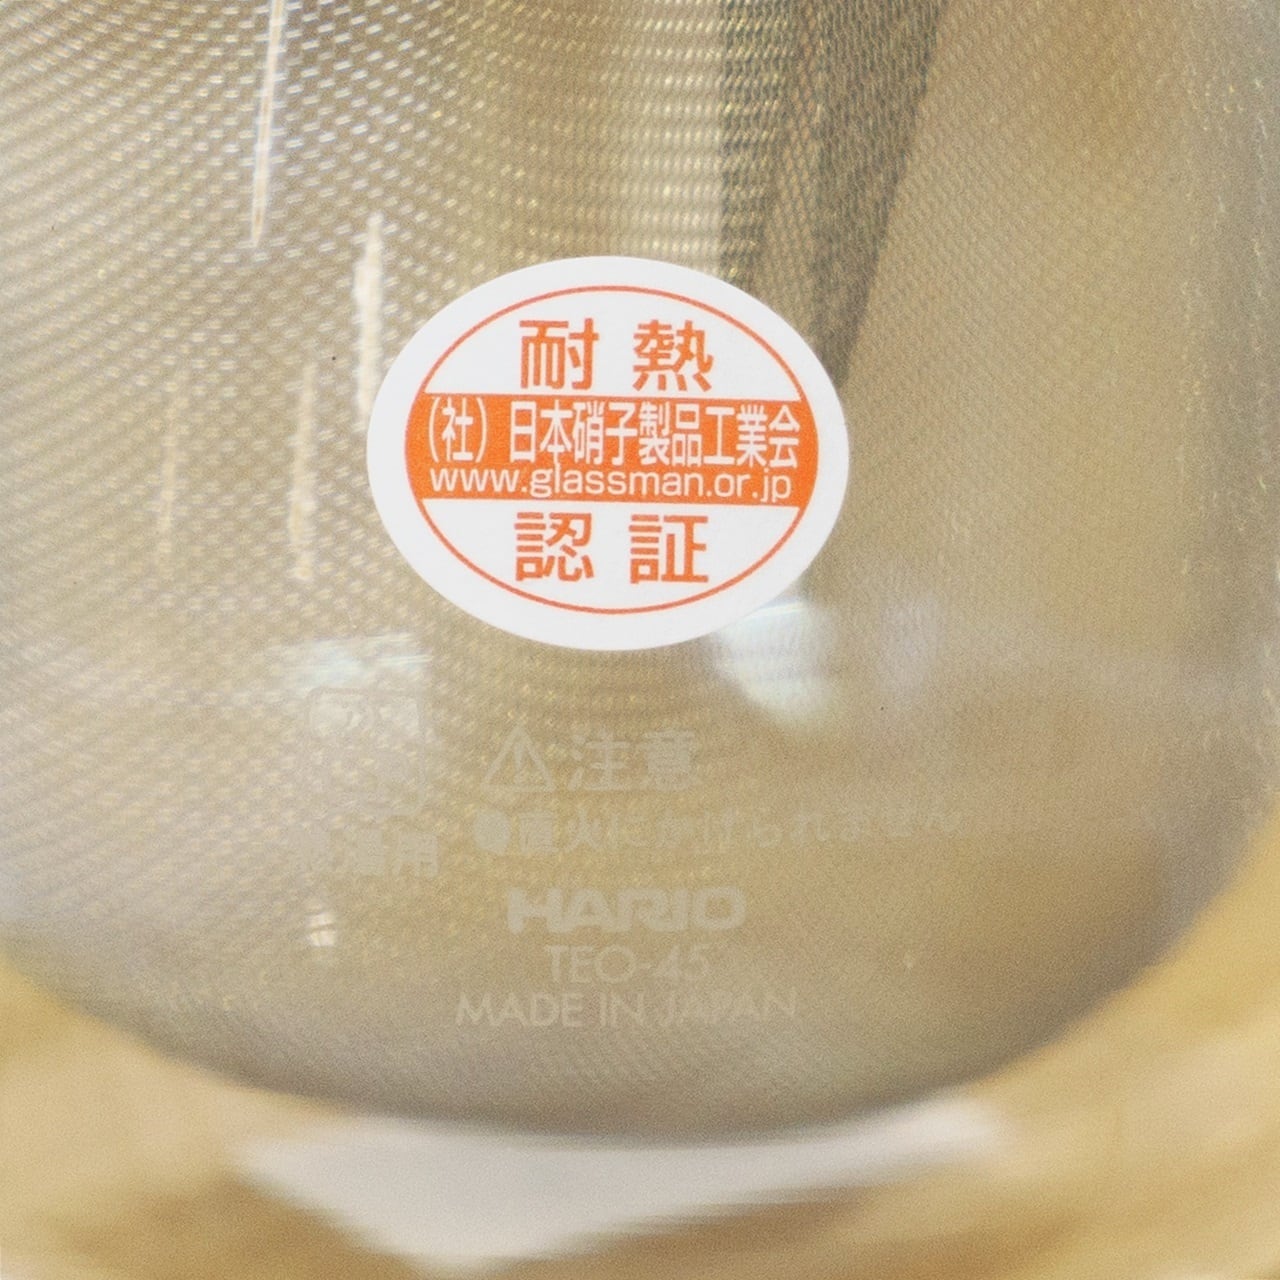 耐熱
(社)日本硝子製品工業会
www.glassman.or.jp
認証
⚠注意
●直火にかけられません
HARIO
TEO-45
MADE IN JAPAN